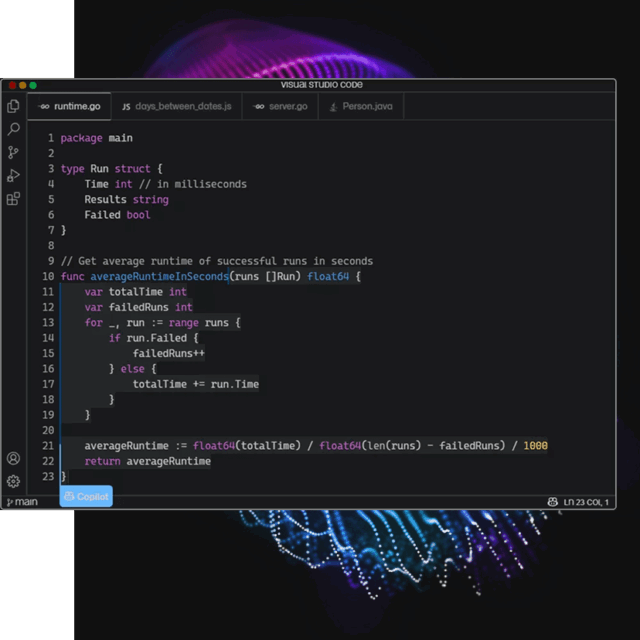 VISUAL STUDIO CODE
runtime.go JS days_between_dates.js server.go Person.java
1 package main
2
3 type Run struct {
4 Time int // in milliseconds
5 Results string
6 Failed bool
7 }
8
9 // Get average runtime of successful runs in seconds
10 func averageRuntimeInSeconds(runs []Run) float64 {
11 var totalTime int
12 var failedRuns int
13 for _, run := range runs {
14 if run.Failed {
15 failedRuns++
16 } else {
17 totalTime += run.Time
18 }
19 }
20
21 averageRuntime := float64(totalTime) / float64(len(runs) - failedRuns) / 1000
22 return averageRuntime
23 }
Copilot
main LN 23 COL 1